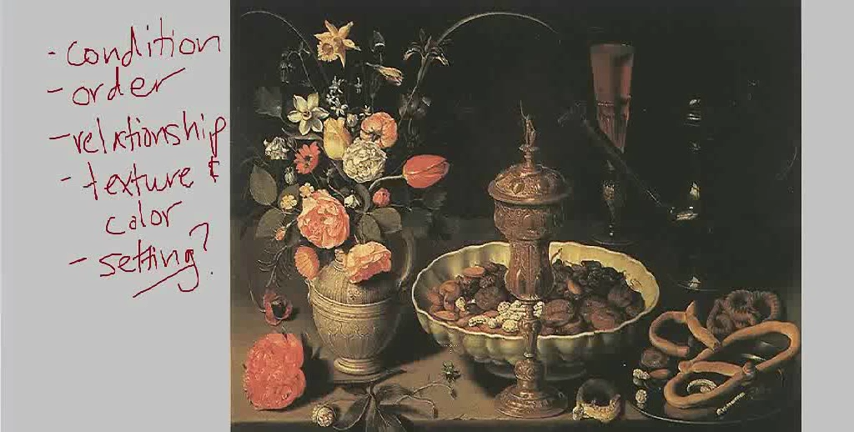 - condition
- order
- relationship
- texture &
color
- setting?